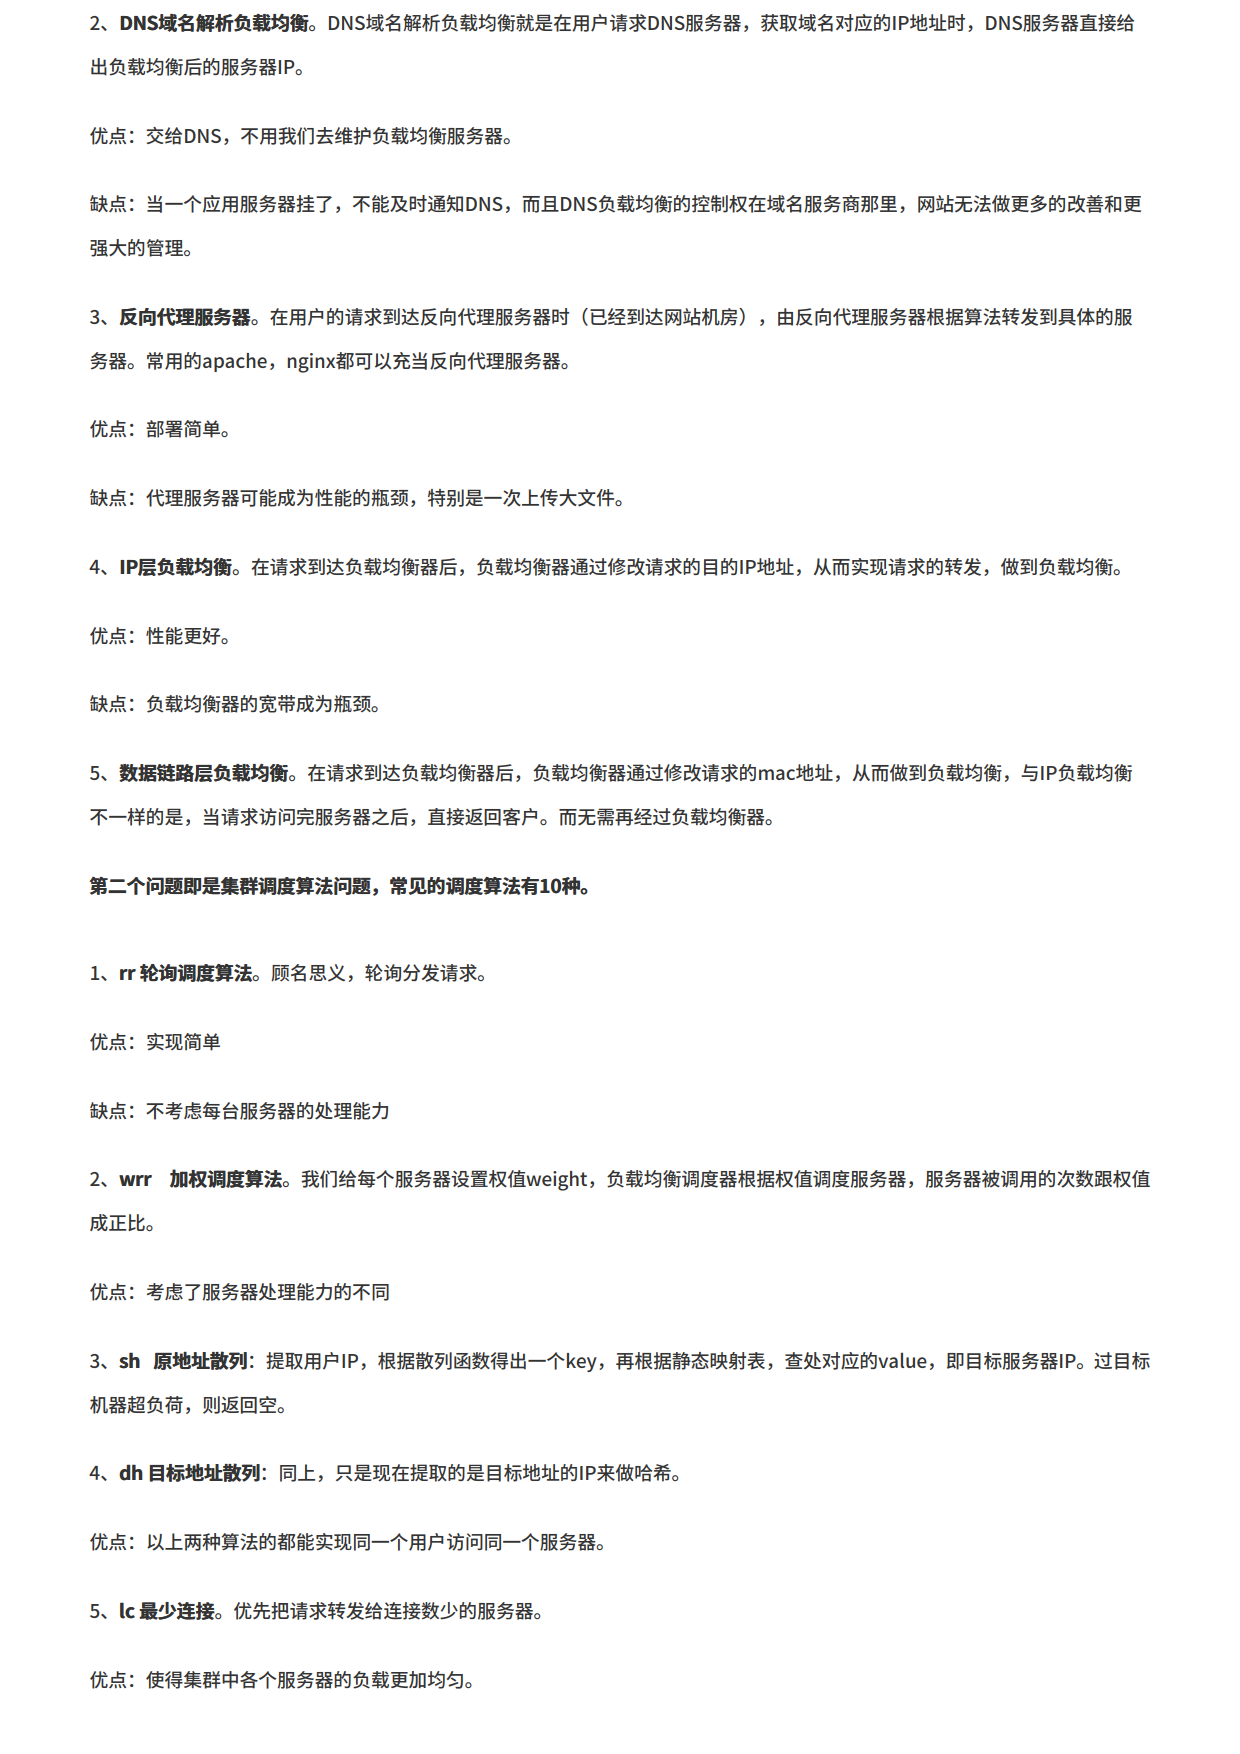 2、DNS域名解析负载均衡。DNS域名解析负载均衡就是在用户请求DNS服务器，获取域名对应的IP地址时，DNS服务器直接给
出负载均衡后的服务器IP。
优点：交给DNS，不用我们去维护负载均衡服务器。
缺点：当一个应用服务器挂了，不能及时通知DNS，而且DNS负载均衡的控制权在域名服务商那里，网站无法做更多的改善和更
强大的管理。
3、反向代理服务器。在用户的请求到达反向代理服务器时（已经到达网站机房），由反向代理服务器根据算法转发到具体的服
务器。常用的apache，nginx都可以充当反向代理服务器。
优点：部署简单。
缺点：代理服务器可能成为性能的瓶颈，特别是一次上传大文件。
4、IP层负载均衡。在请求到达负载均衡器后，负载均衡器通过修改请求的目的IP地址，从而实现请求的转发，做到负载均衡。
优点：性能更好。
缺点：负载均衡器的宽带成为瓶颈。
5、数据链路层负载均衡。在请求到达负载均衡器后，负载均衡器通过修改请求的mac地址，从而做到负载均衡，与IP负载均衡
不一样的是，当请求访问完服务器之后，直接返回客户。而无需再经过负载均衡器。
第二个问题即是集群调度算法问题，常见的调度算法有10种。
1、rr 轮询调度算法。顾名思义，轮询分发请求。
优点：实现简单
缺点：不考虑每台服务器的处理能力
2、wrr 加权调度算法。我们给每个服务器设置权值weight，负载均衡调度器根据权值调度服务器，服务器被调用的次数跟权值
成正比。
优点：考虑了服务器处理能力的不同
3、sh 原地址散列：提取用户IP，根据散列函数得出一个key，再根据静态映射表，查处对应的value，即目标服务器IP。过目标
机器超负荷，则返回空。
4、dh 目标地址散列：同上，只是现在提取的是目标地址的IP来做哈希。
优点：以上两种算法的都能实现同一个用户访问同一个服务器。
5、lc 最少连接。优先把请求转发给连接数少的服务器。
优点：使得集群中各个服务器的负载更加均匀。